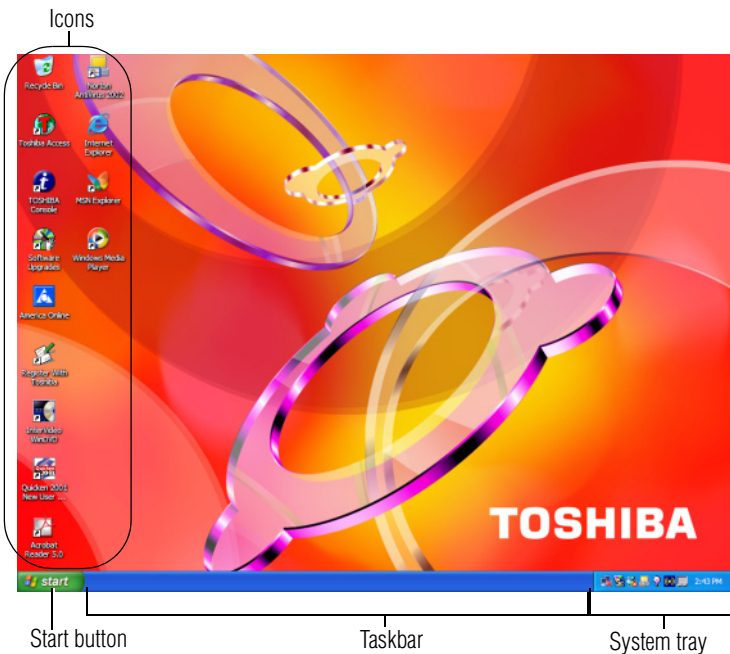 Icons
Recycle Bin
Norton
Antivirus 2002
Toshiba Access
Internet
Explorer
TOSHIBA
Console
MSN Explorer
Software
Upgrades
Windows Media
Player
America Online
Register With
Toshiba
InterVideo
WinDVD
Quicken 2001
New User ...
Acrobat
Reader 5.0
TOSHIBA
start
2:43 PM
Start button
Taskbar
System tray